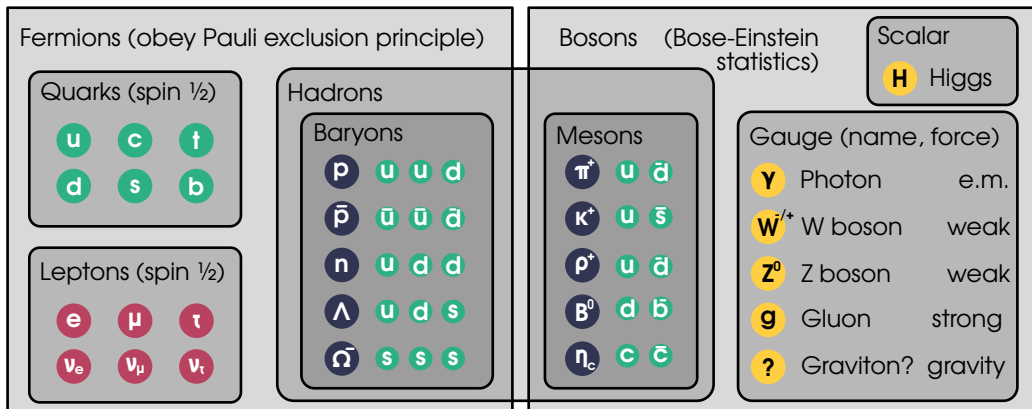 Fermions (obey Pauli exclusion principle)
Quarks (spin ½)
u c t
d s b
Leptons (spin ½)
e μ τ
νe νμ ντ
Hadrons
Baryons
p u u d
p̄ ū ū d̄
n u d d
Λ u d s
Ω⁻ s s s
Bosons (Bose-Einstein
statistics)
Mesons
π⁺ u d̄
κ⁺ u s̄
ρ⁺ u d̄
B⁰ d b̄
ηc c c̄
Scalar
H Higgs
Gauge (name, force)
γ Photon e.m.
W⁻/⁺ W boson weak
Z⁰ Z boson weak
g Gluon strong
? Graviton? gravity